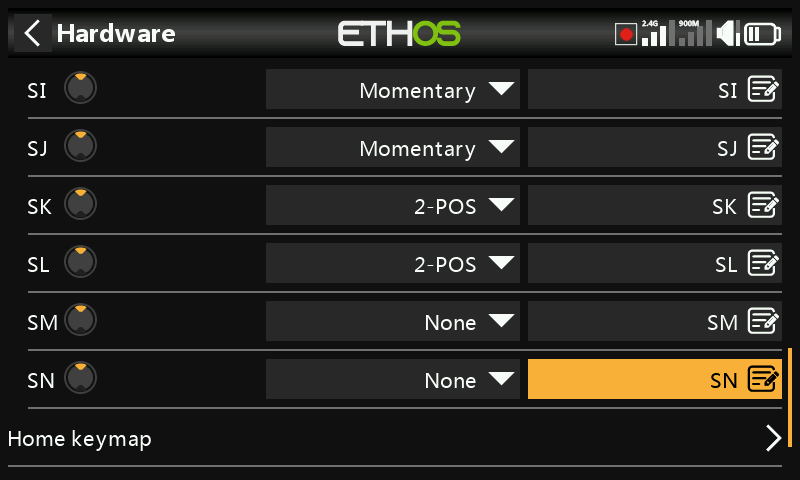 Hardware ETHOS 2.4G 900M
SI Momentary SI
SJ Momentary SJ
SK 2-POS SK
SL 2-POS SL
SM None SM
SN None SN
Home keymap